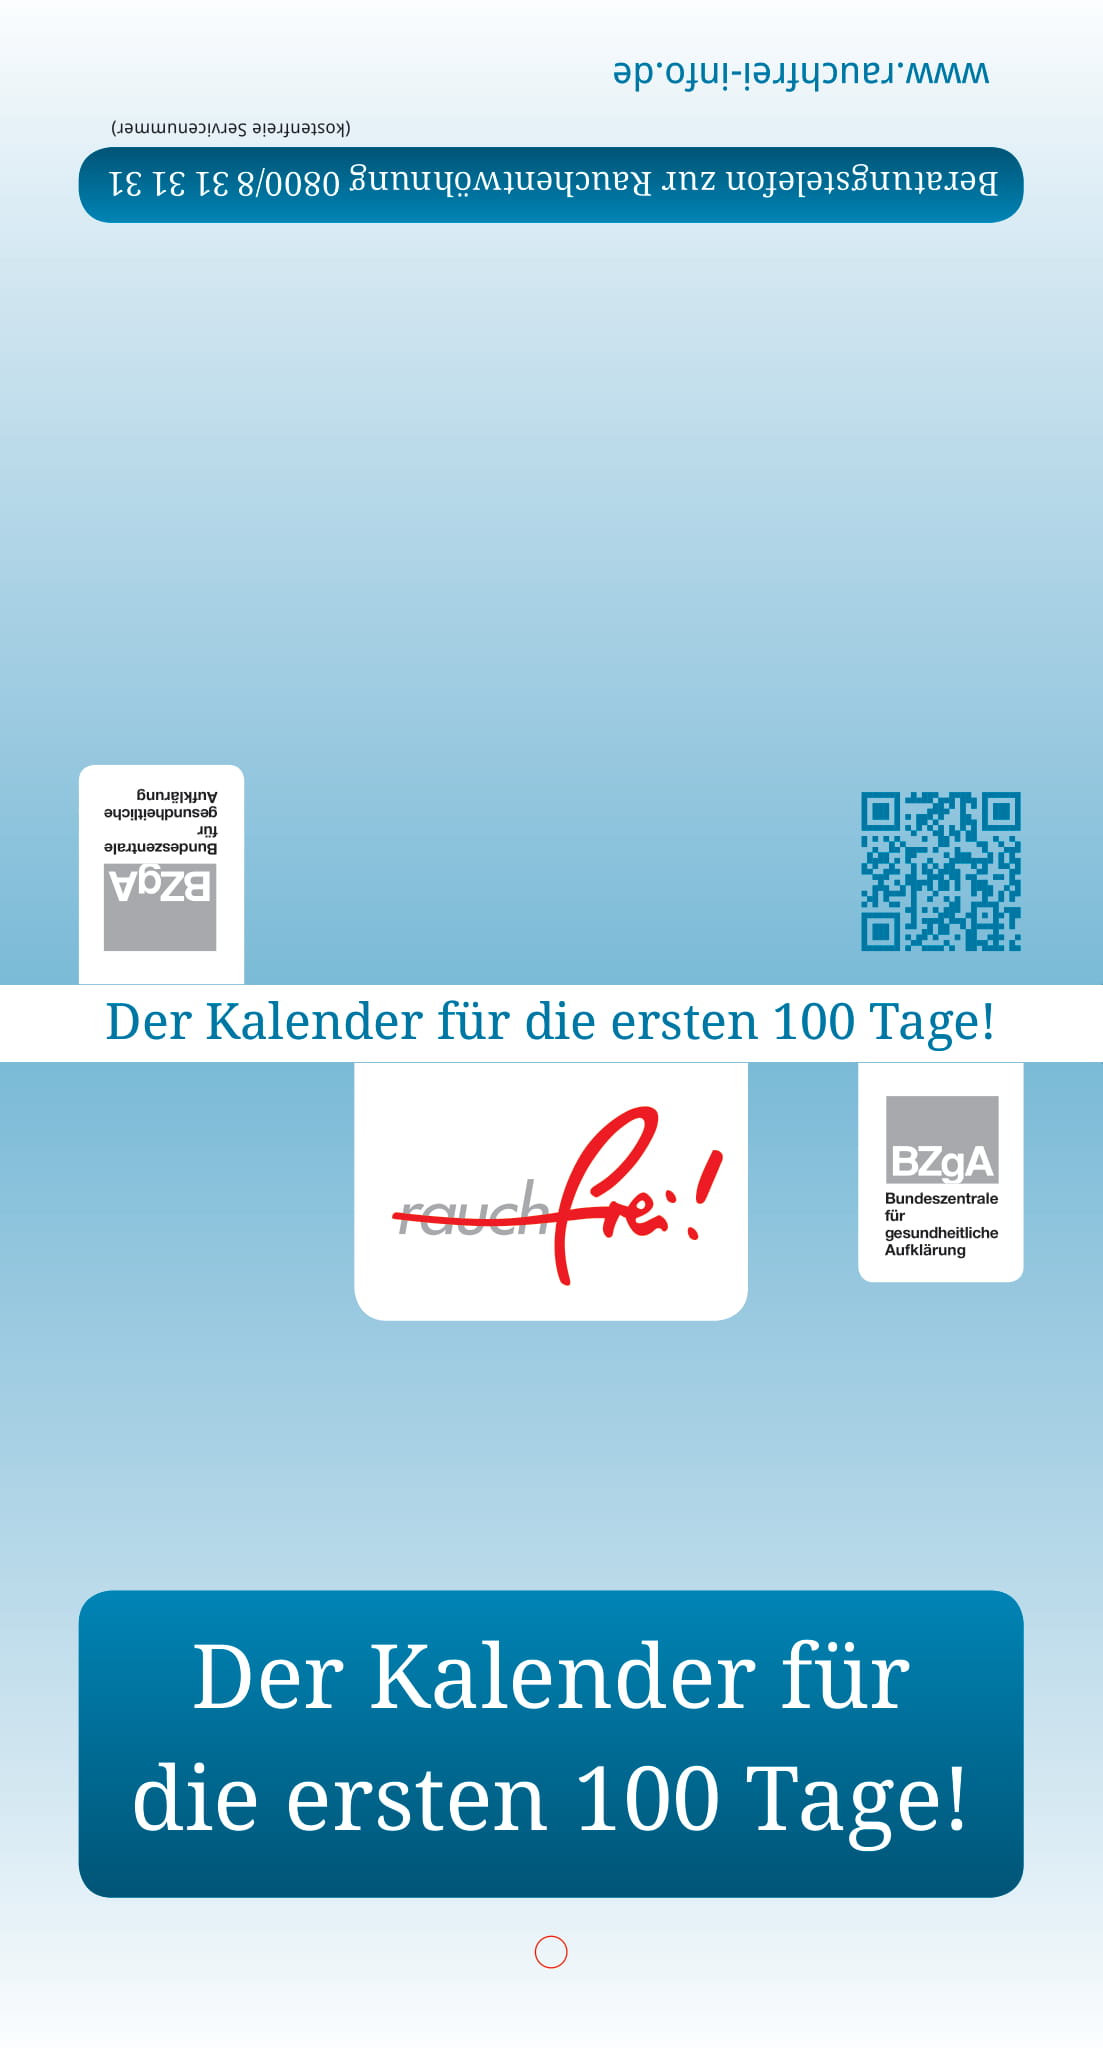 www.rauchfrei-info.de
(kostenfreie Servicenummer)
Beratungstelefon zur Rauchentwöhnung 0800/8 31 31 31
BZgA
Bundeszentrale
für
gesundheitliche
Aufklärung
Der Kalender für die ersten 100 Tage!
rauchfrei!
BZgA
Bundeszentrale
für
gesundheitliche
Aufklärung
Der Kalender für
die ersten 100 Tage!